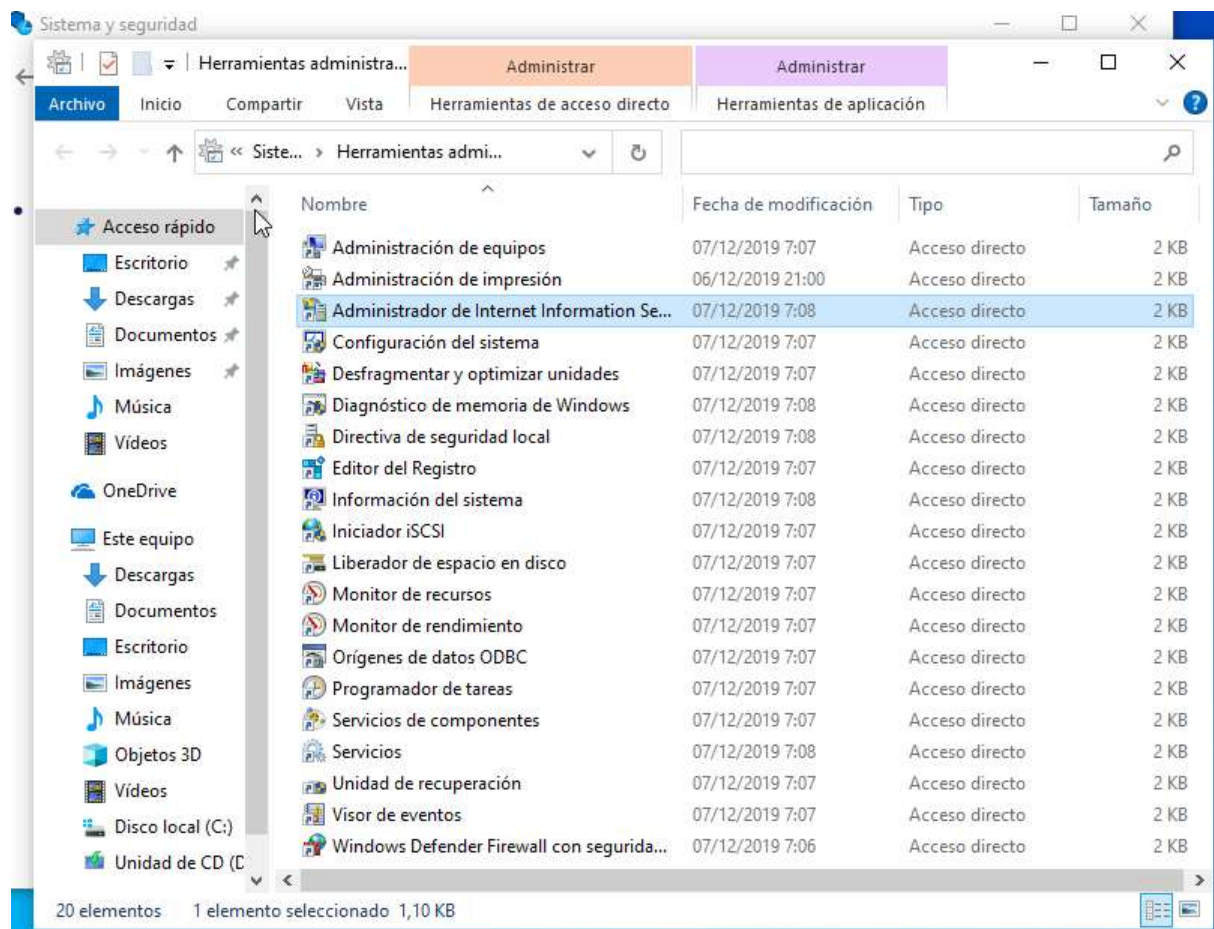 Sistema y seguridad
Herramientas administra... Administrar Administrar
Archivo Inicio Compartir Vista Herramientas de acceso directo Herramientas de aplicación
« Siste... › Herramientas admi...
Nombre Fecha de modificación Tipo Tamaño
Acceso rápido
Escritorio
Descargas
Documentos
Imágenes
Música
Vídeos
OneDrive
Este equipo
Descargas
Documentos
Escritorio
Imágenes
Música
Objetos 3D
Vídeos
Disco local (C:)
Unidad de CD (D
Administración de equipos 07/12/2019 7:07 Acceso directo 2 KB
Administración de impresión 06/12/2019 21:00 Acceso directo 2 KB
Administrador de Internet Information Se... 07/12/2019 7:08 Acceso directo 2 KB
Configuración del sistema 07/12/2019 7:07 Acceso directo 2 KB
Desfragmentar y optimizar unidades 07/12/2019 7:07 Acceso directo 2 KB
Diagnóstico de memoria de Windows 07/12/2019 7:08 Acceso directo 2 KB
Directiva de seguridad local 07/12/2019 7:08 Acceso directo 2 KB
Editor del Registro 07/12/2019 7:07 Acceso directo 2 KB
Información del sistema 07/12/2019 7:08 Acceso directo 2 KB
Iniciador iSCSI 07/12/2019 7:07 Acceso directo 2 KB
Liberador de espacio en disco 07/12/2019 7:07 Acceso directo 2 KB
Monitor de recursos 07/12/2019 7:07 Acceso directo 2 KB
Monitor de rendimiento 07/12/2019 7:07 Acceso directo 2 KB
Orígenes de datos ODBC 07/12/2019 7:07 Acceso directo 2 KB
Programador de tareas 07/12/2019 7:07 Acceso directo 2 KB
Servicios de componentes 07/12/2019 7:07 Acceso directo 2 KB
Servicios 07/12/2019 7:08 Acceso directo 2 KB
Unidad de recuperación 07/12/2019 7:07 Acceso directo 2 KB
Visor de eventos 07/12/2019 7:07 Acceso directo 2 KB
Windows Defender Firewall con segurida... 07/12/2019 7:06 Acceso directo 2 KB
20 elementos 1 elemento seleccionado 1,10 KB